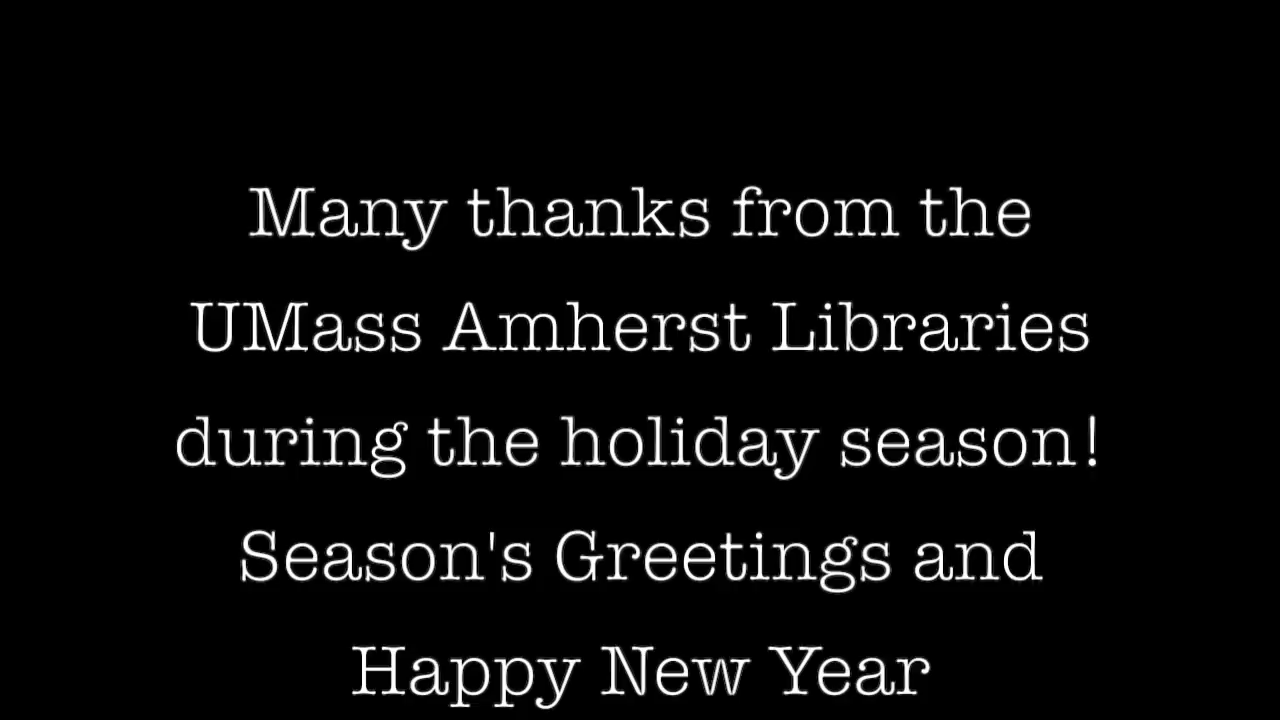 Many thanks from the
UMass Amherst Libraries
during the holiday season!
Season's Greetings and
Happy New Year